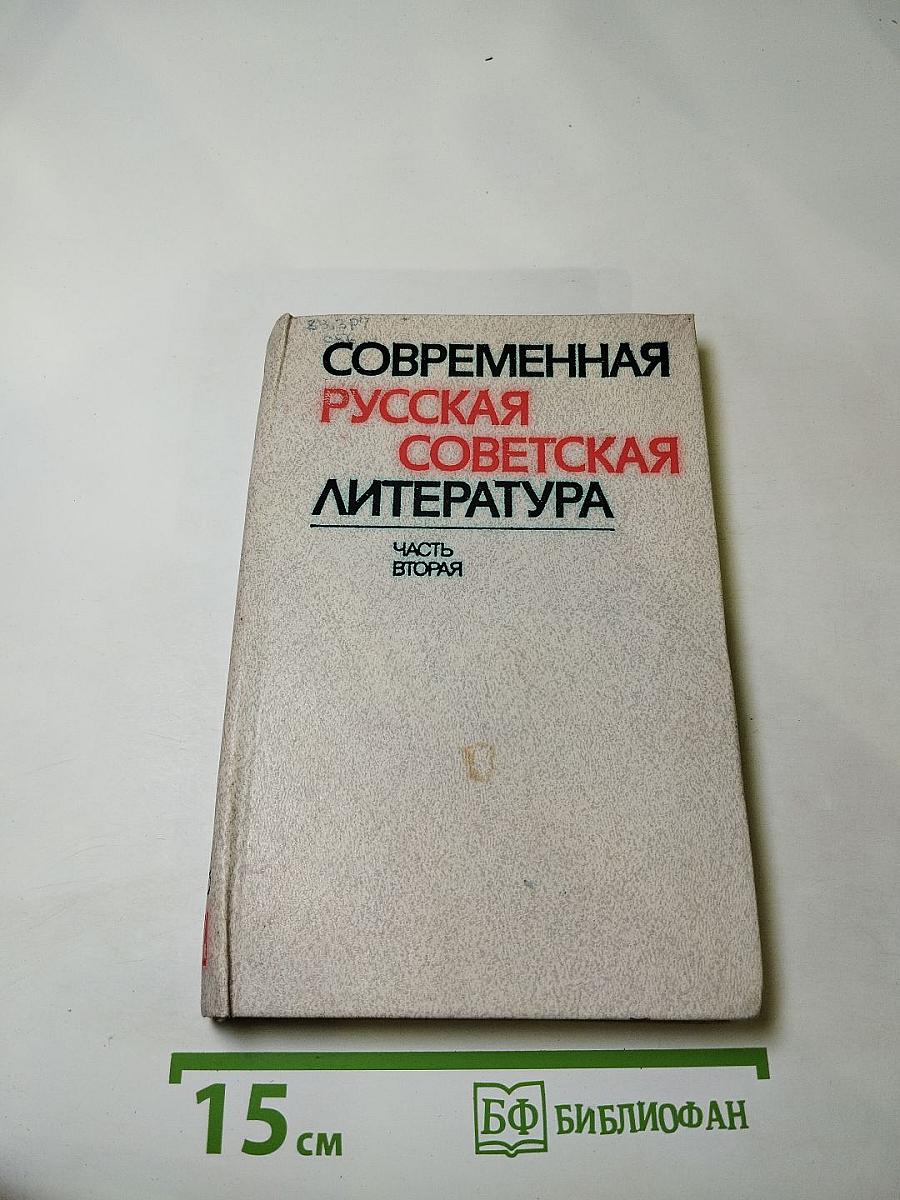 СОВРЕМЕННАЯ
РУССКАЯ
СОВЕТСКАЯ
ЛИТЕРАТУРА
ЧАСТЬ
ВТОРАЯ
15 см
БФ БИБЛИОФАН